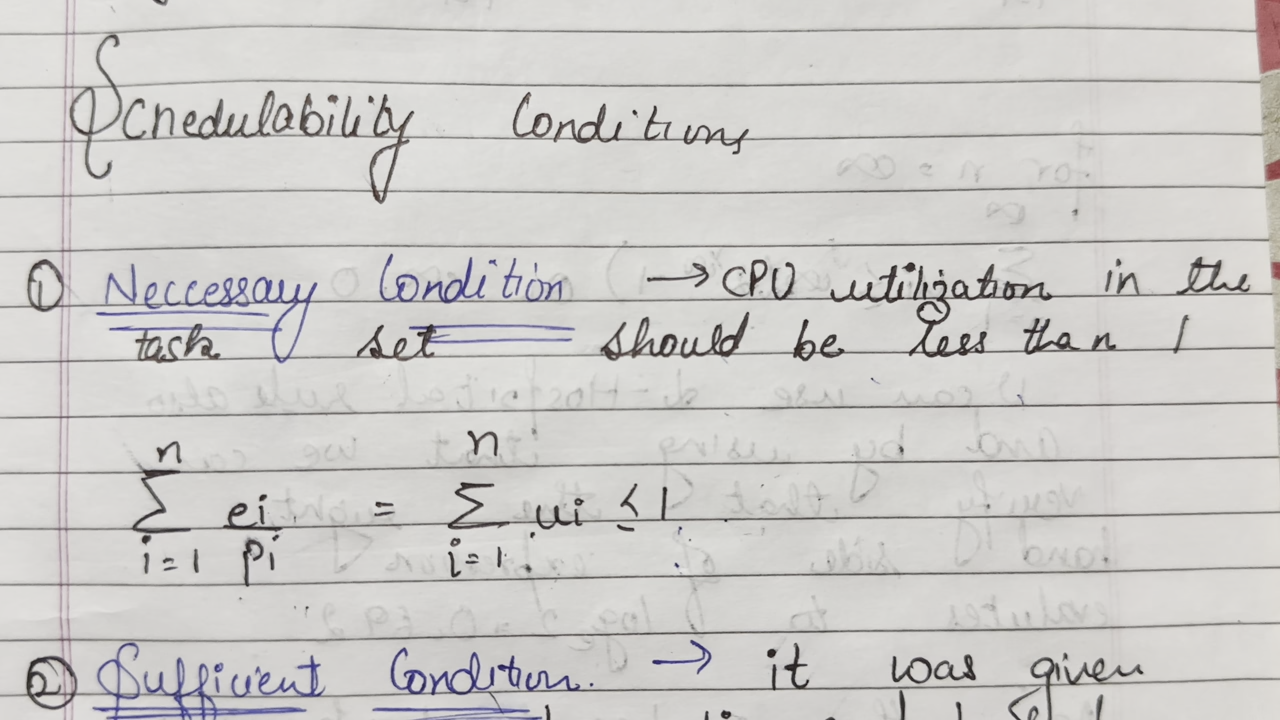 Schedulability Conditions
① Neccessary Condition → CPU utilization in the
task set should be less than 1
n n
∑ ei/pi = ∑ ui ≤ 1
i=1 i=1
② Sufficient Condition. → it was given